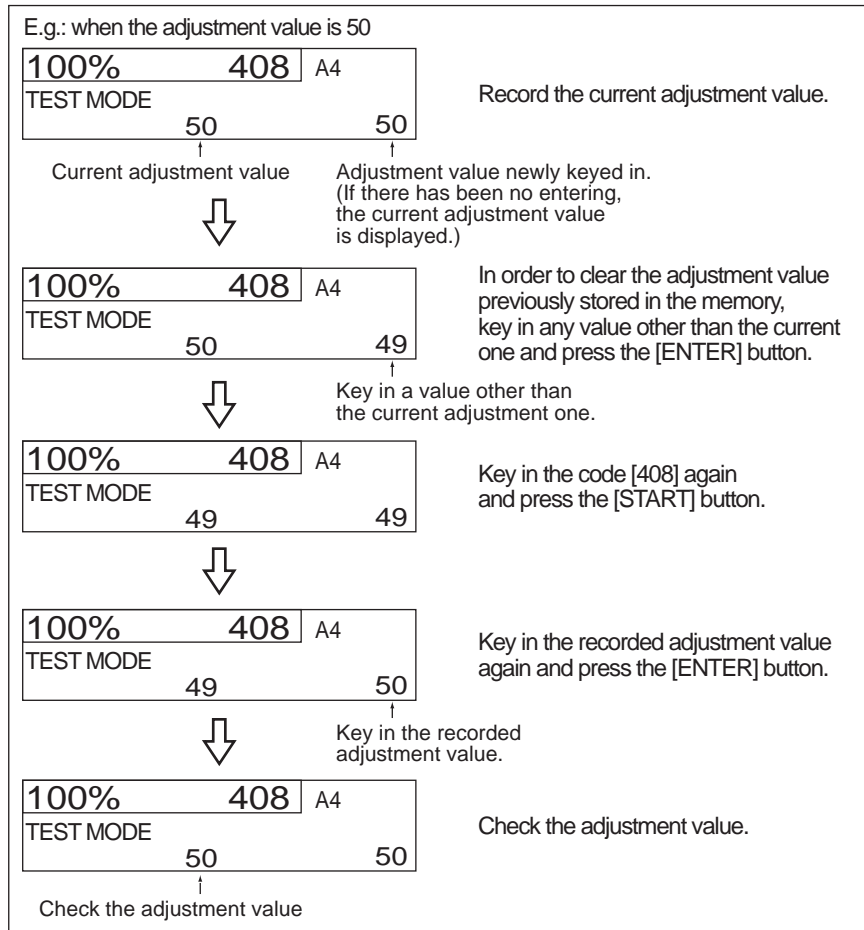 E.g.: when the adjustment value is 50
100% 408 A4
TEST MODE
50 50
Record the current adjustment value.
Current adjustment value
Adjustment value newly keyed in.
(If there has been no entering,
the current adjustment value
is displayed.)
100% 408 A4
TEST MODE
50 49
In order to clear the adjustment value
previously stored in the memory,
key in any value other than the current
one and press the [ENTER] button.
Key in a value other than
the current adjustment one.
100% 408 A4
TEST MODE
49 49
Key in the code [408] again
and press the [START] button.
100% 408 A4
TEST MODE
49 50
Key in the recorded adjustment value
again and press the [ENTER] button.
Key in the recorded
adjustment value.
100% 408 A4
TEST MODE
50 50
Check the adjustment value.
Check the adjustment value